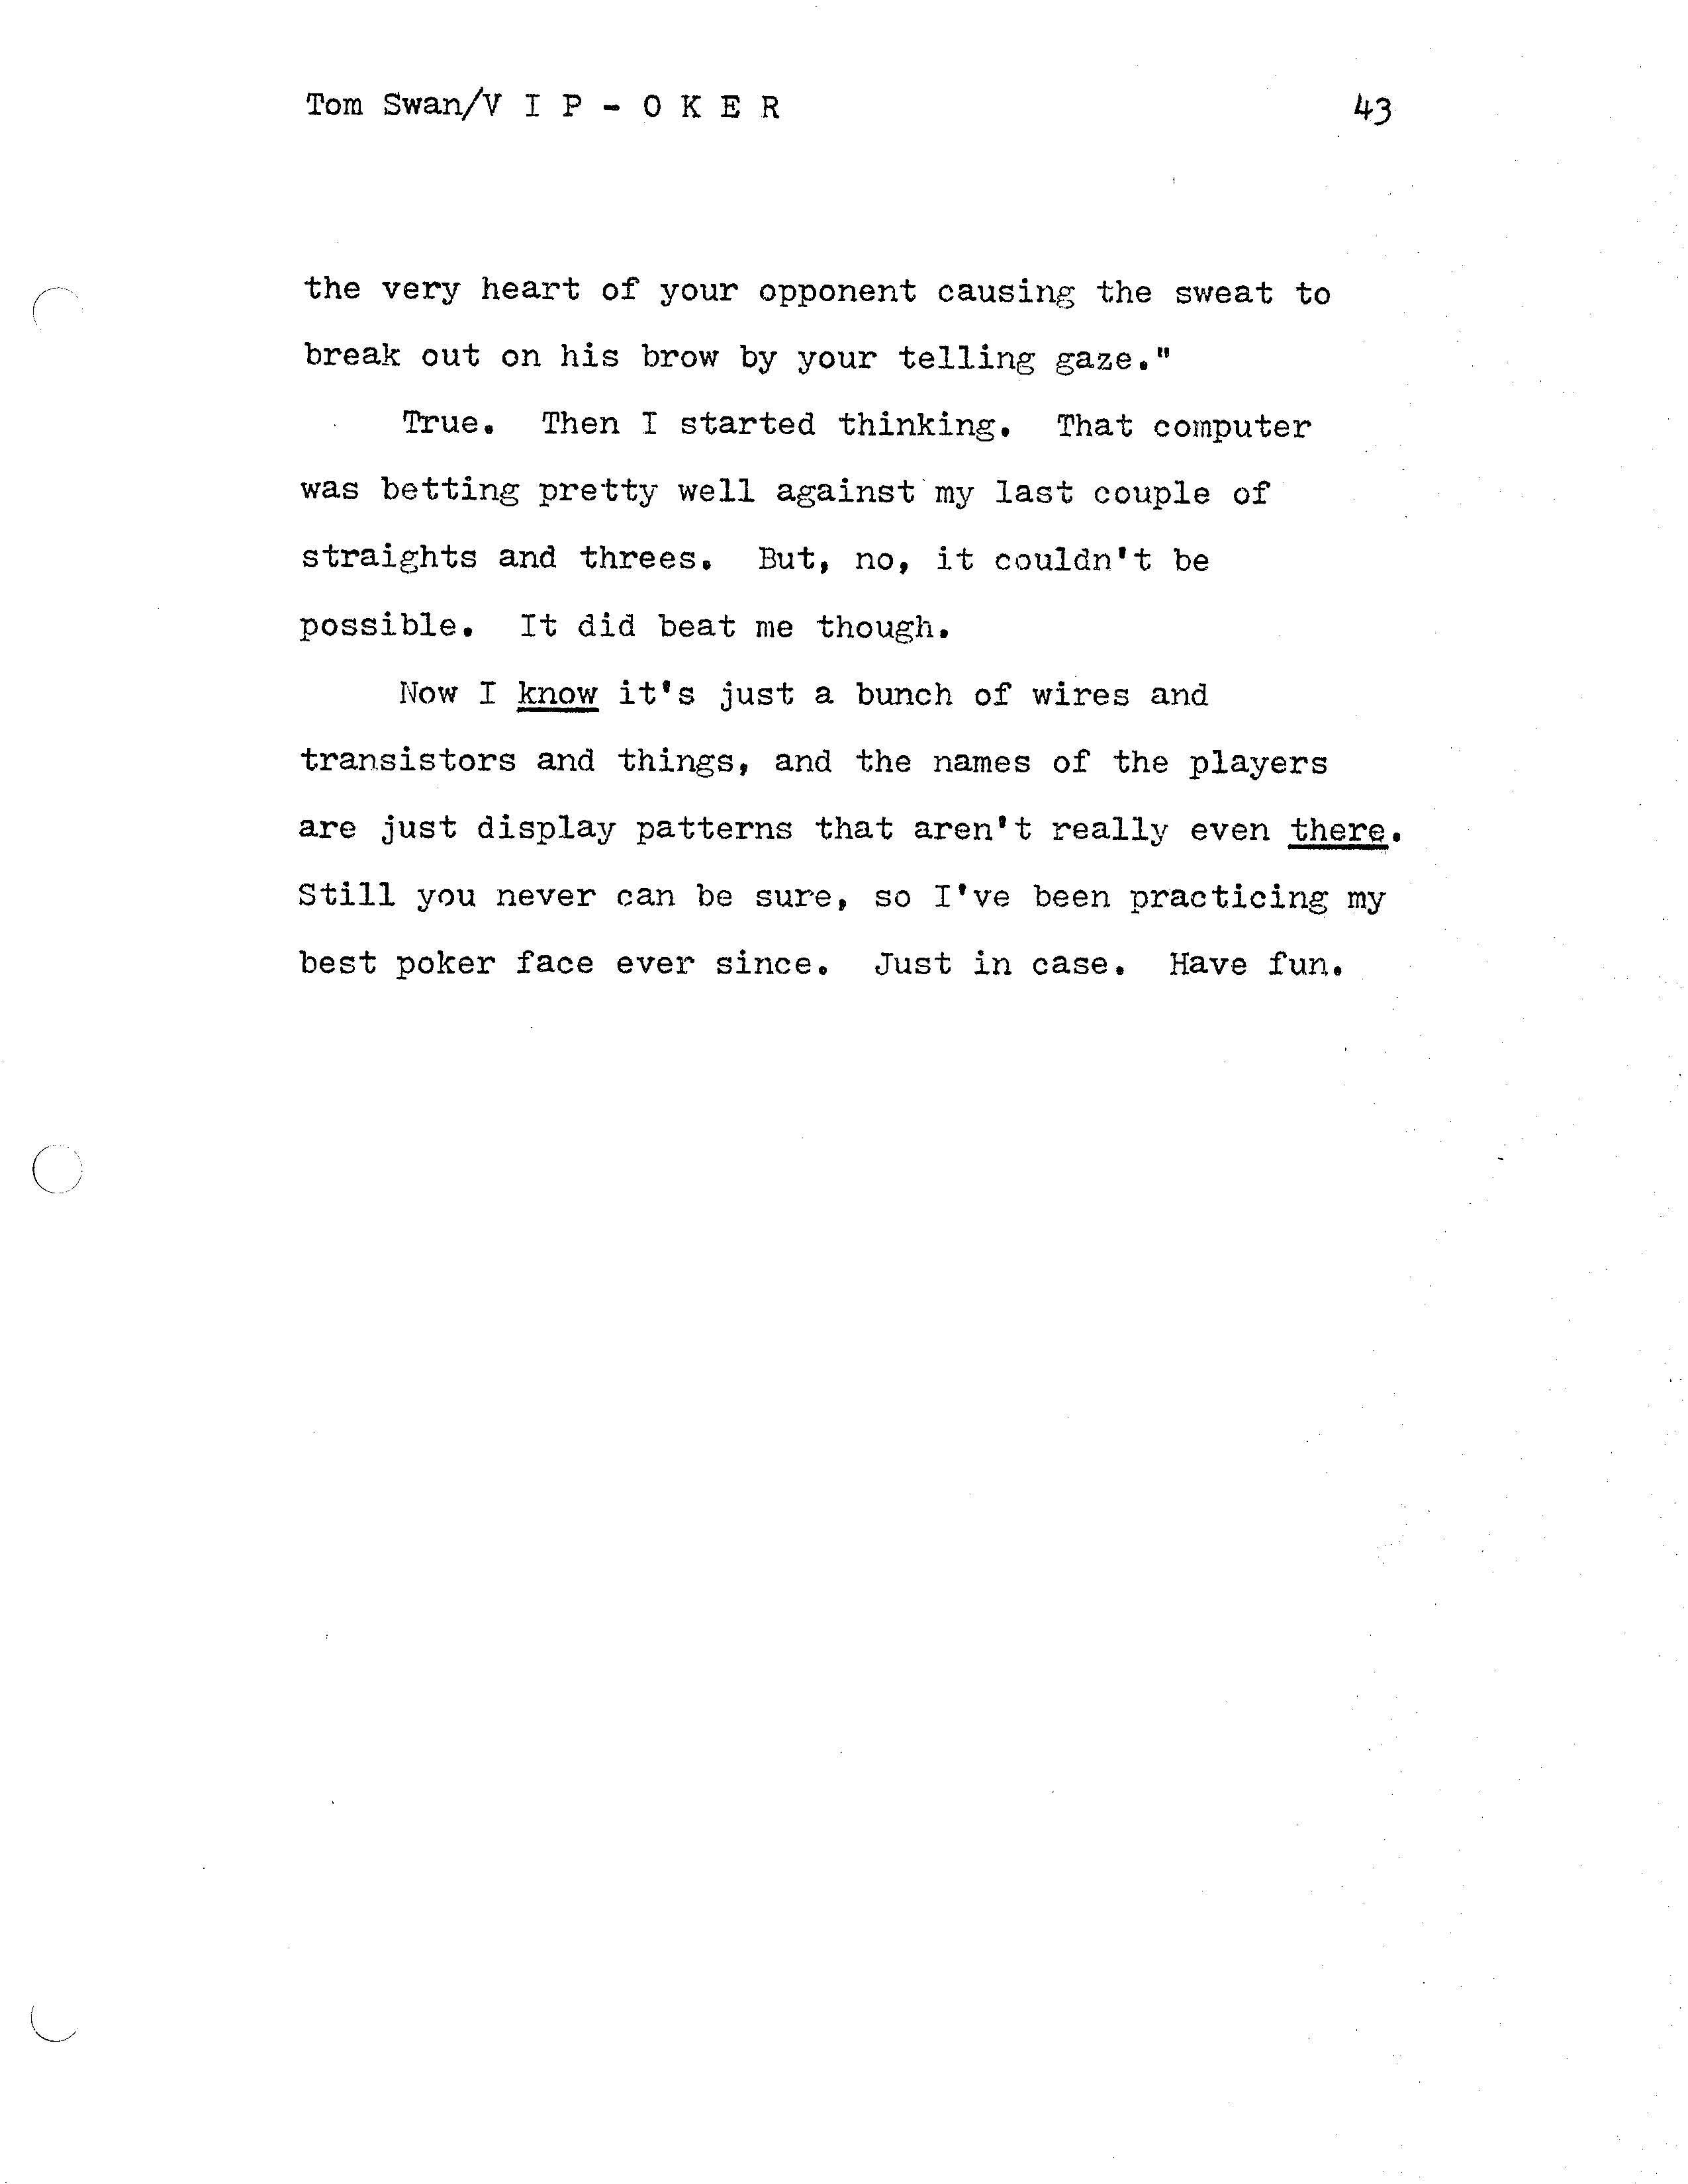 Tom Swan/V I P - O K E R 43
the very heart of your opponent causing the sweat to
break out on his brow by your telling gaze."
True.  Then I started thinking.  That computer
was betting pretty well against my last couple of
straights and threes.  But, no, it couldn't be
possible.  It did beat me though.
Now I know it's just a bunch of wires and
transistors and things, and the names of the players
are just display patterns that aren't really even there.
Still you never can be sure, so I've been practicing my
best poker face ever since.  Just in case.  Have fun.